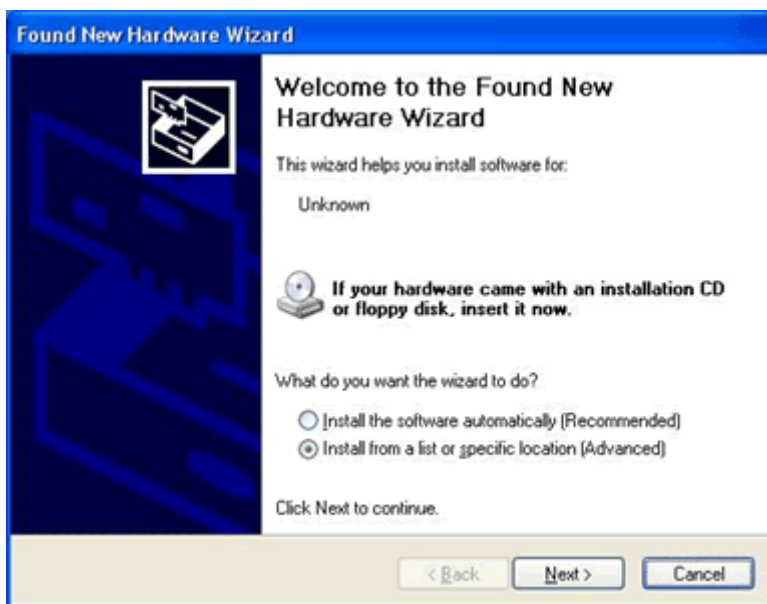 Found New Hardware Wizard
Welcome to the Found New
Hardware Wizard
This wizard helps you install software for:
Unknown
If your hardware came with an installation CD
or floppy disk, insert it now.
What do you want the wizard to do?
Install the software automatically (Recommended)
Install from a list or specific location (Advanced)
Click Next to continue.
< Back Next > Cancel